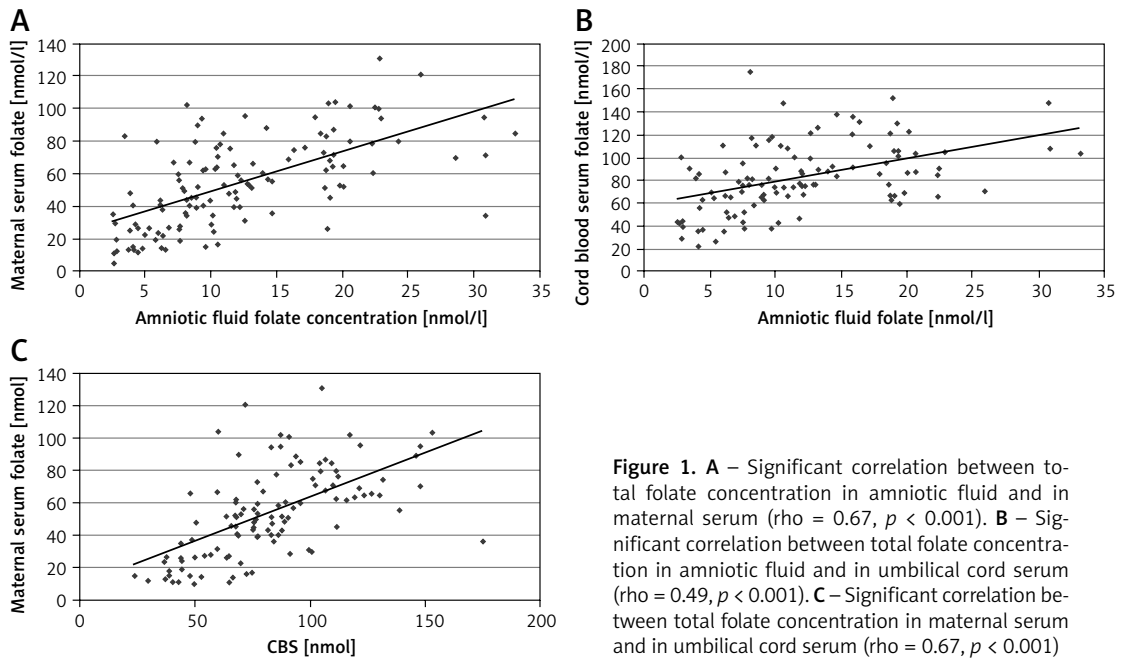 A
Maternal serum folate [nmol/l]
140
120
100
80
60
40
20
0
0 5 10 15 20 25 30 35
Amniotic fluid folate concentration [nmol/l]
B
Cord blood serum folate [nmol/l]
200
180
160
140
120
100
80
60
40
20
0
0 5 10 15 20 25 30 35
Amniotic fluid folate [nmol/l]
C
Maternal serum folate [nmol]
140
120
100
80
60
40
20
0
0 50 100 150 200
CBS [nmol]
Figure 1. A – Significant correlation between to-
tal folate concentration in amniotic fluid and in
maternal serum (rho = 0.67, p < 0.001). B – Sig-
nificant correlation between total folate concentra-
tion in amniotic fluid and in umbilical cord serum
(rho = 0.49, p < 0.001). C – Significant correlation be-
tween total folate concentration in maternal serum
and in umbilical cord serum (rho = 0.67, p < 0.001)